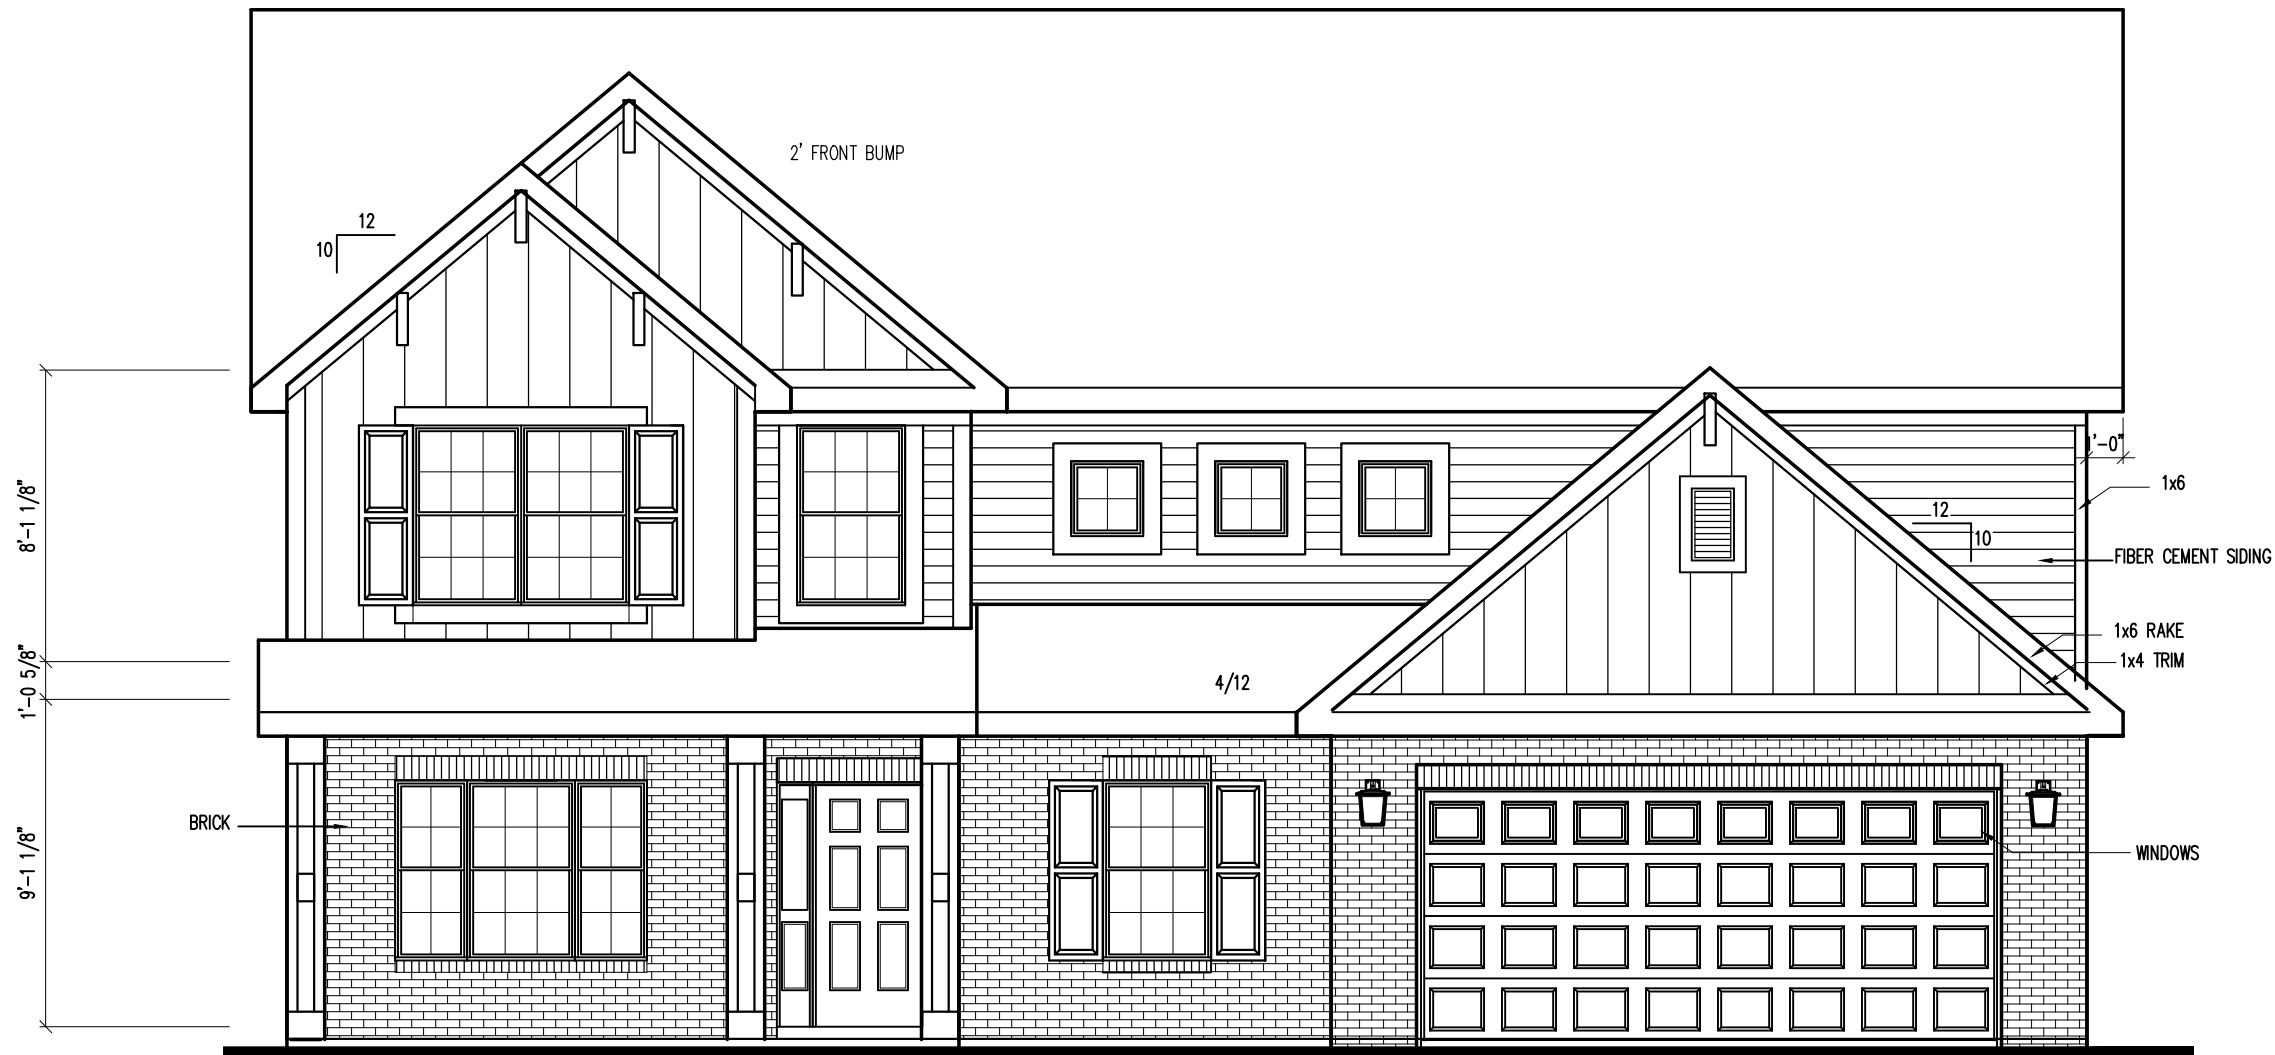 2' FRONT BUMP
12
10
8'-1 1/8"
1'-0"
1x6
12
10
FIBER CEMENT SIDING
1x6 RAKE
1x4 TRIM
1'-0 5/8"
4/12
BRICK
9'-1 1/8"
WINDOWS